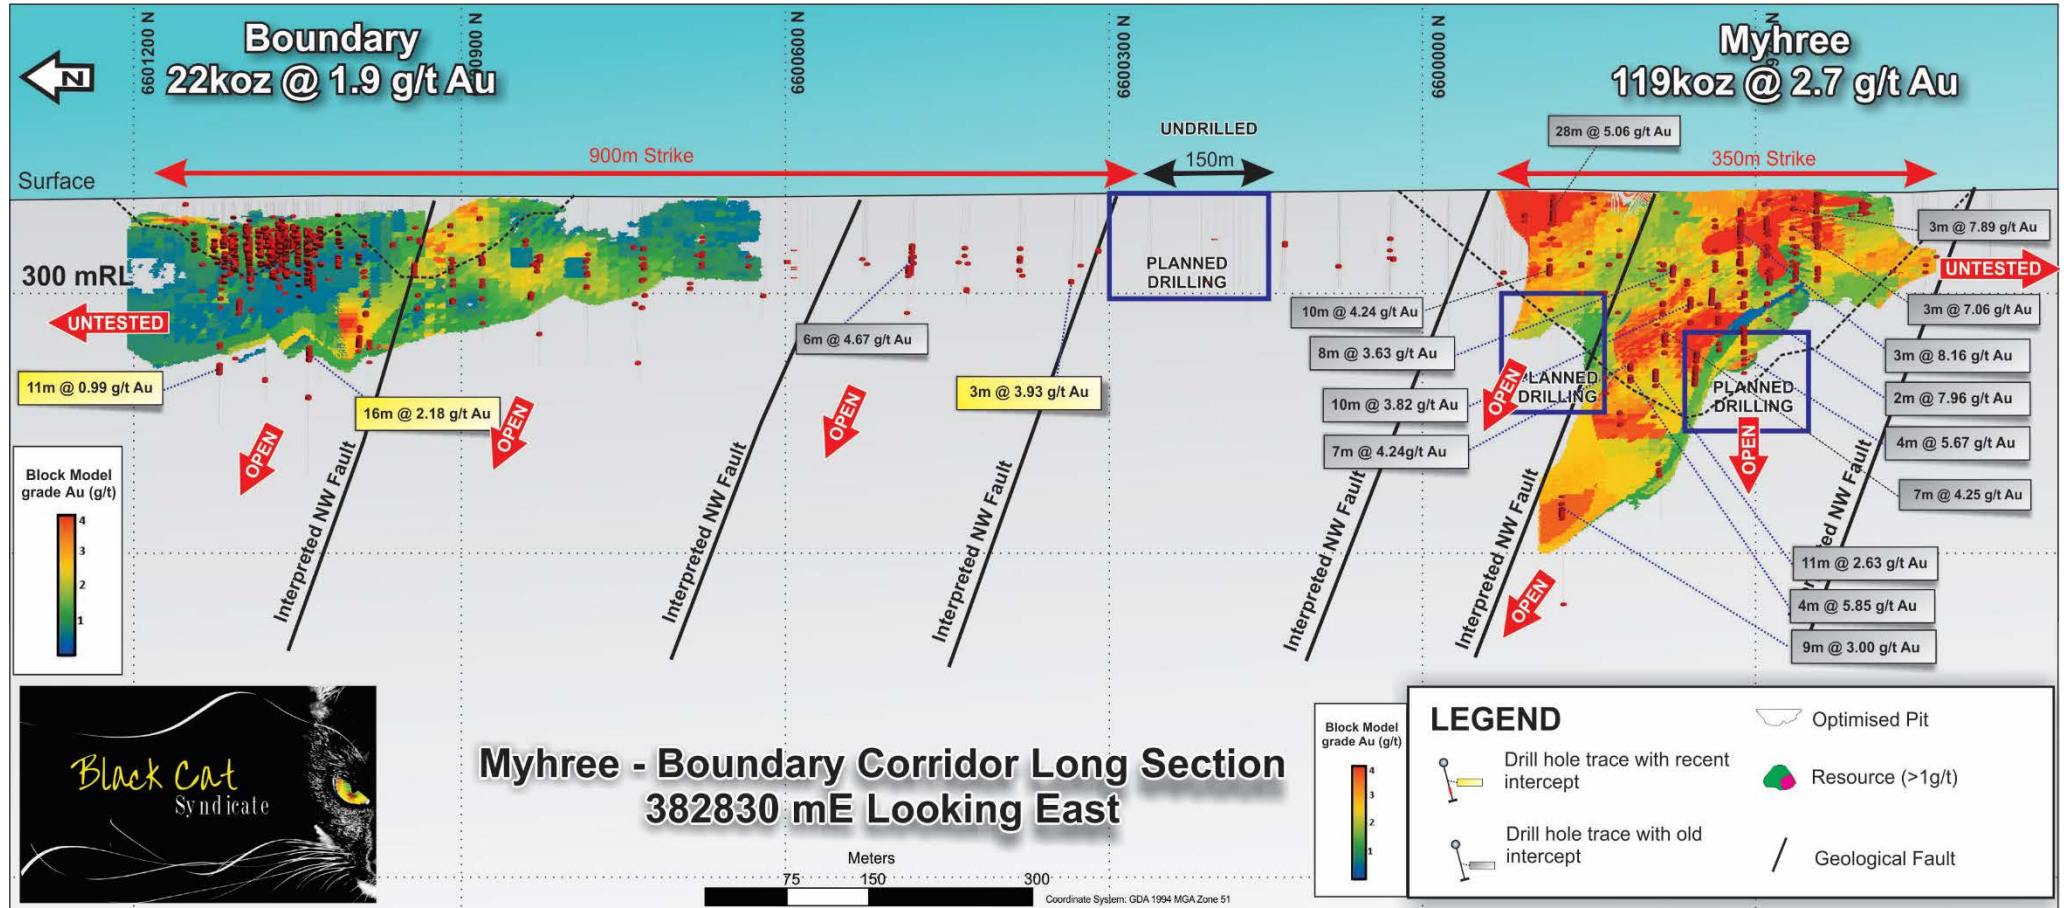 Boundary
22koz @ 1.9 g/t Au
Myhree
119koz @ 2.7 g/t Au
N
6601200 N
00900 N
6600600 N
6600300 N
6600000 N
UNDRILLED
150m
900m Strike
350m Strike
28m @ 5.06 g/t Au
Surface
300 mRL
UNTESTED
UNTESTED
PLANNED
DRILLING
PLANNED
DRILLING
PLANNED
DRILLING
11m @ 0.99 g/t Au
16m @ 2.18 g/t Au
6m @ 4.67 g/t Au
3m @ 3.93 g/t Au
10m @ 4.24 g/t Au
8m @ 3.63 g/t Au
10m @ 3.82 g/t Au
7m @ 4.24g/t Au
3m @ 7.89 g/t Au
3m @ 7.06 g/t Au
3m @ 8.16 g/t Au
2m @ 7.96 g/t Au
4m @ 5.67 g/t Au
7m @ 4.25 g/t Au
11m @ 2.63 g/t Au
4m @ 5.85 g/t Au
9m @ 3.00 g/t Au
OPEN
OPEN
OPEN
OPEN
OPEN
OPEN
Interpreted NW Fault
Interpreted NW Fault
Interpreted NW Fault
Interpreted NW Fault
Interpreted NW Fault
NW Fault
Block Model
grade Au (g/t)
4
3
2
1
Black Cat
Syndicate
Myhree - Boundary Corridor Long Section
382830 mE Looking East
Meters
75
150
300
Coordinate System: GDA 1994 MGA Zone 51
Block Model
grade Au (g/t)
4
3
2
1
LEGEND
Drill hole trace with recent
intercept
Drill hole trace with old
intercept
Optimised Pit
Resource (>1g/t)
Geological Fault